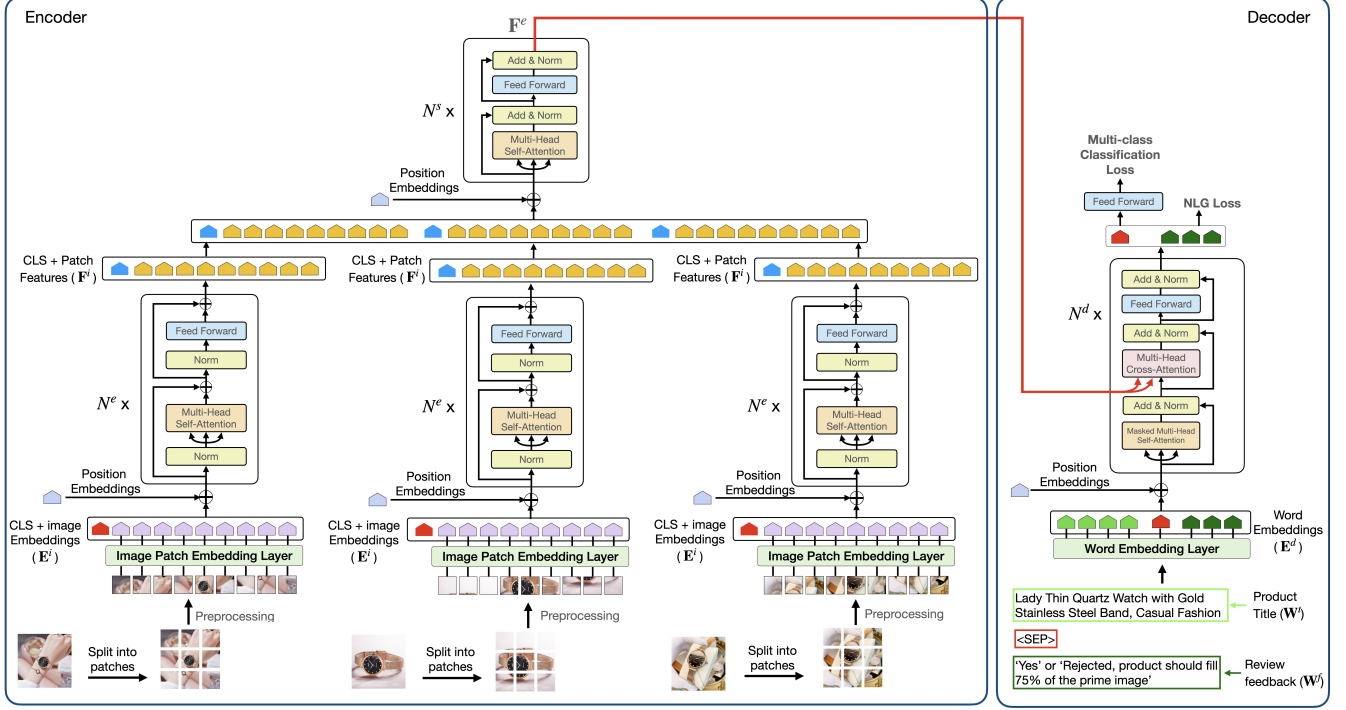 Encoder
Decoder
F^e
Add & Norm
Feed Forward
N^s x
Add & Norm
Multi-Head
Self-Attention
Position
Embeddings
CLS + Patch
Features ( F^i )
CLS + Patch
Features ( F^i )
CLS + Patch
Features ( F^i )
Feed Forward
Norm
N^e x
Multi-Head
Self-Attention
Norm
Position
Embeddings
CLS + image
Embeddings
( E^i )
Image Patch Embedding Layer
Preprocessing
Split into
patches
Feed Forward
Norm
N^e x
Multi-Head
Self-Attention
Norm
Position
Embeddings
CLS + image
Embeddings
( E^i )
Image Patch Embedding Layer
Preprocessing
Split into
patches
Feed Forward
Norm
N^e x
Multi-Head
Self-Attention
Norm
Position
Embeddings
CLS + image
Embeddings
( E^i )
Image Patch Embedding Layer
Preprocessing
Split into
patches
Multi-class
Classification
Loss
Feed Forward
NLG Loss
Add & Norm
Feed Forward
N^d x
Add & Norm
Multi-Head
Cross-Attention
Add & Norm
Masked Multi-Head
Self-Attention
Position
Embeddings
Word
Embeddings
( E^d )
Word Embedding Layer
Lady Thin Quartz Watch with Gold
Stainless Steel Band, Casual Fashion
Product
Title (W^t)
<SEP>
‘Yes’ or ‘Rejected, product should fill
75% of the prime image’
Review
feedback (W^f)